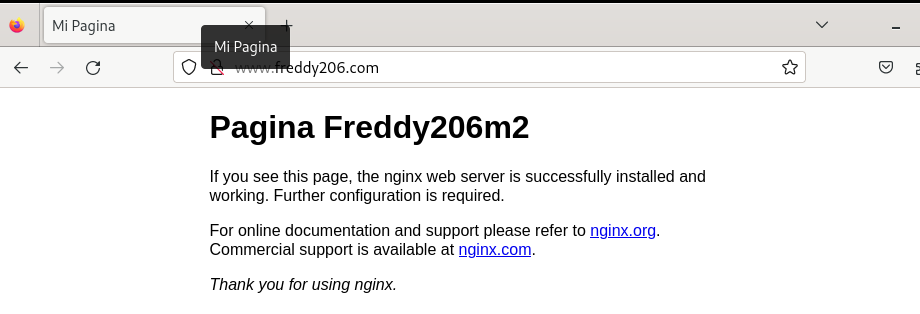 Mi Pagina
Mi Pagina
www.freddy206.com
Pagina Freddy206m2
If you see this page, the nginx web server is successfully installed and
working. Further configuration is required.
For online documentation and support please refer to nginx.org.
Commercial support is available at nginx.com.
Thank you for using nginx.